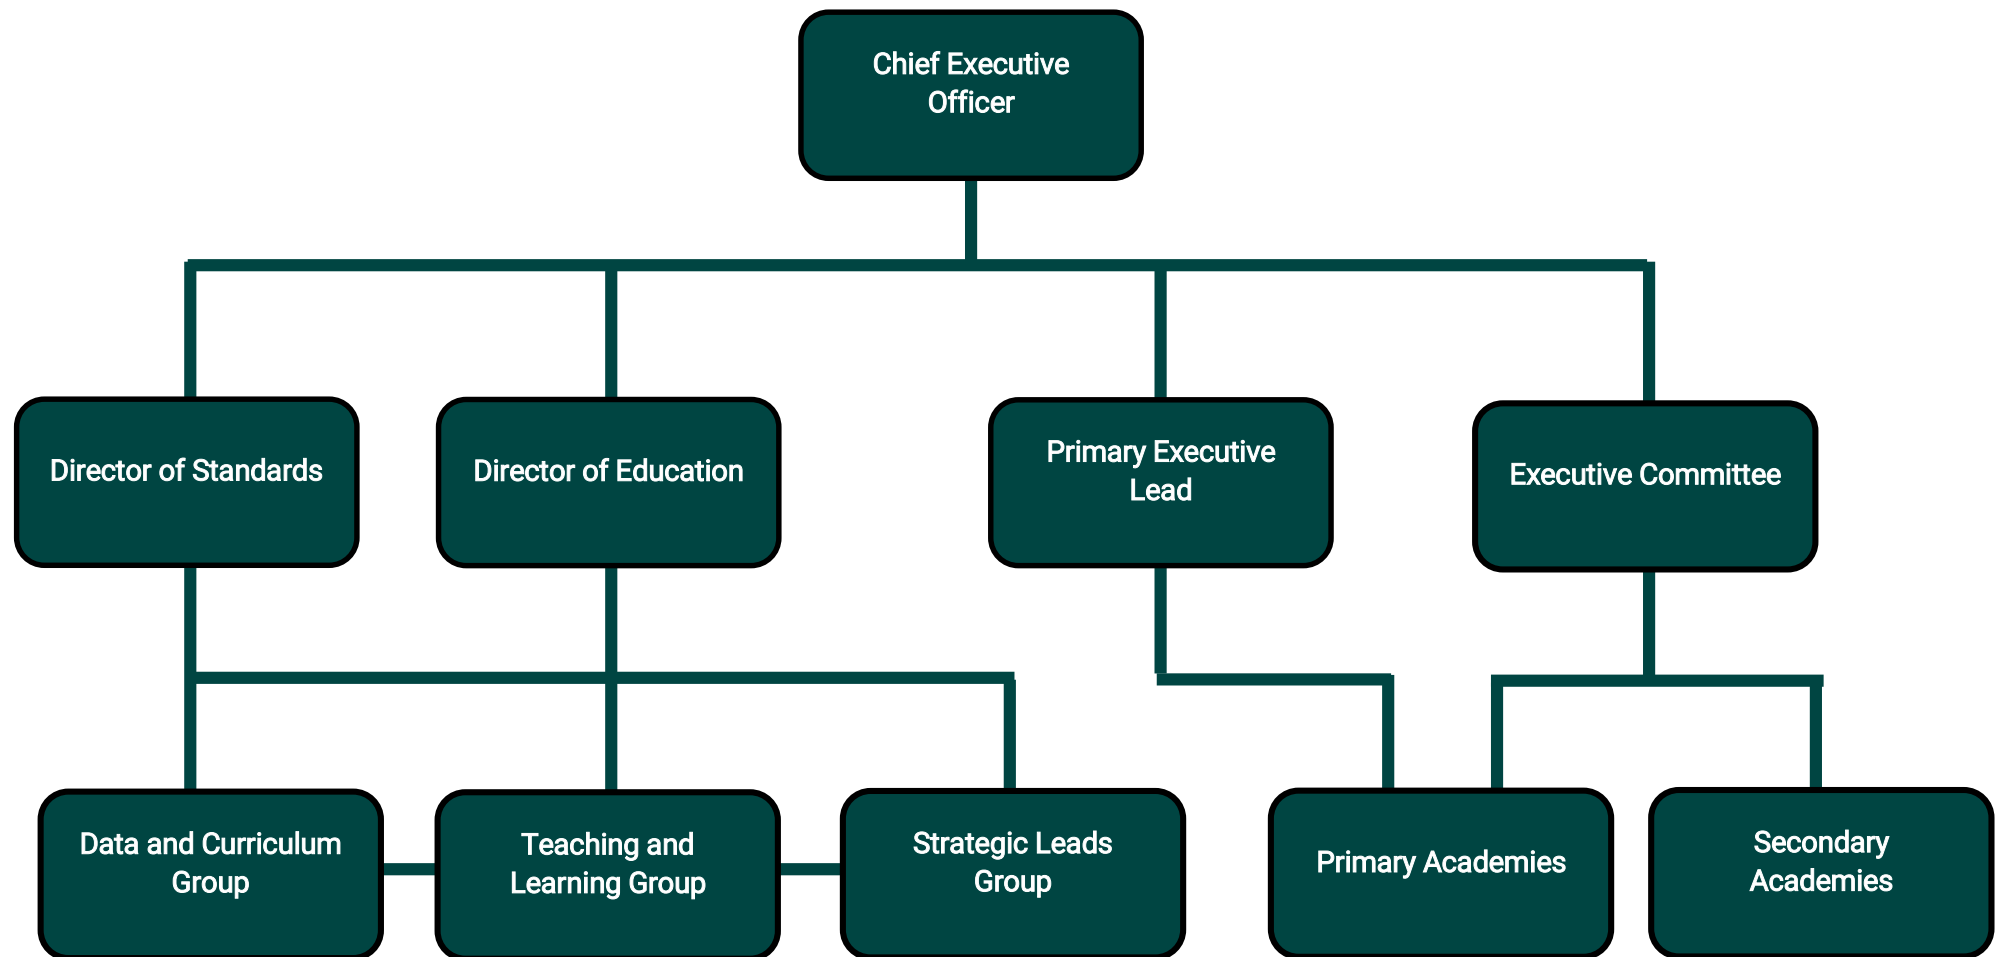 Chief Executive
Officer
Director of Standards
Director of Education
Primary Executive
Lead
Executive Committee
Data and Curriculum
Group
Teaching and
Learning Group
Strategic Leads
Group
Primary Academies
Secondary
Academies